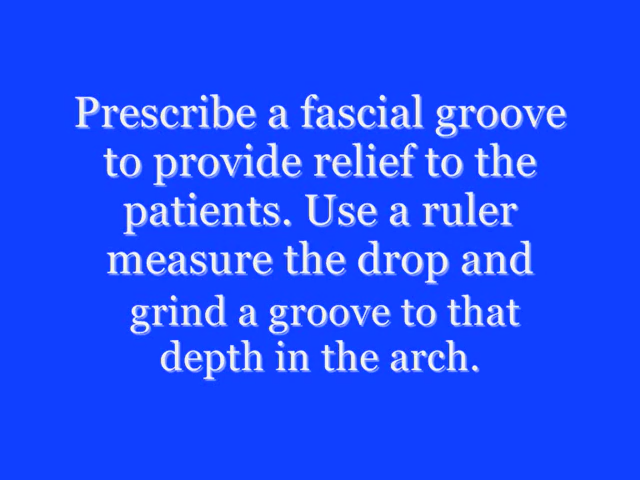 Prescribe a fascial groove
to provide relief to the
patients. Use a ruler
measure the drop and
grind a groove to that
depth in the arch.